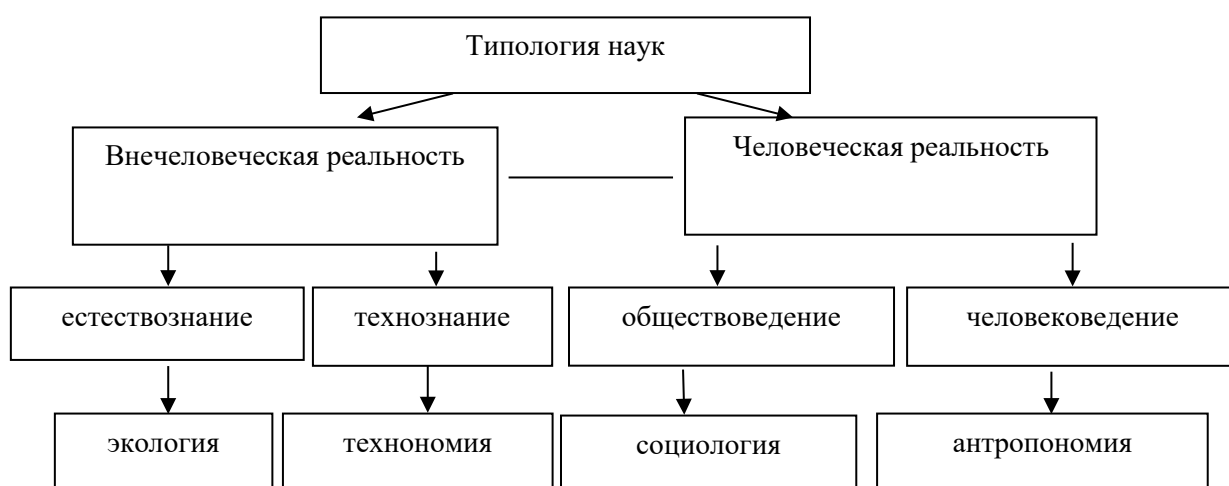 Типология наук
Внечеловеческая реальность
Человеческая реальность
естествознание
технознание
обществоведение
человековедение
экология
технономия
социология
антропономия